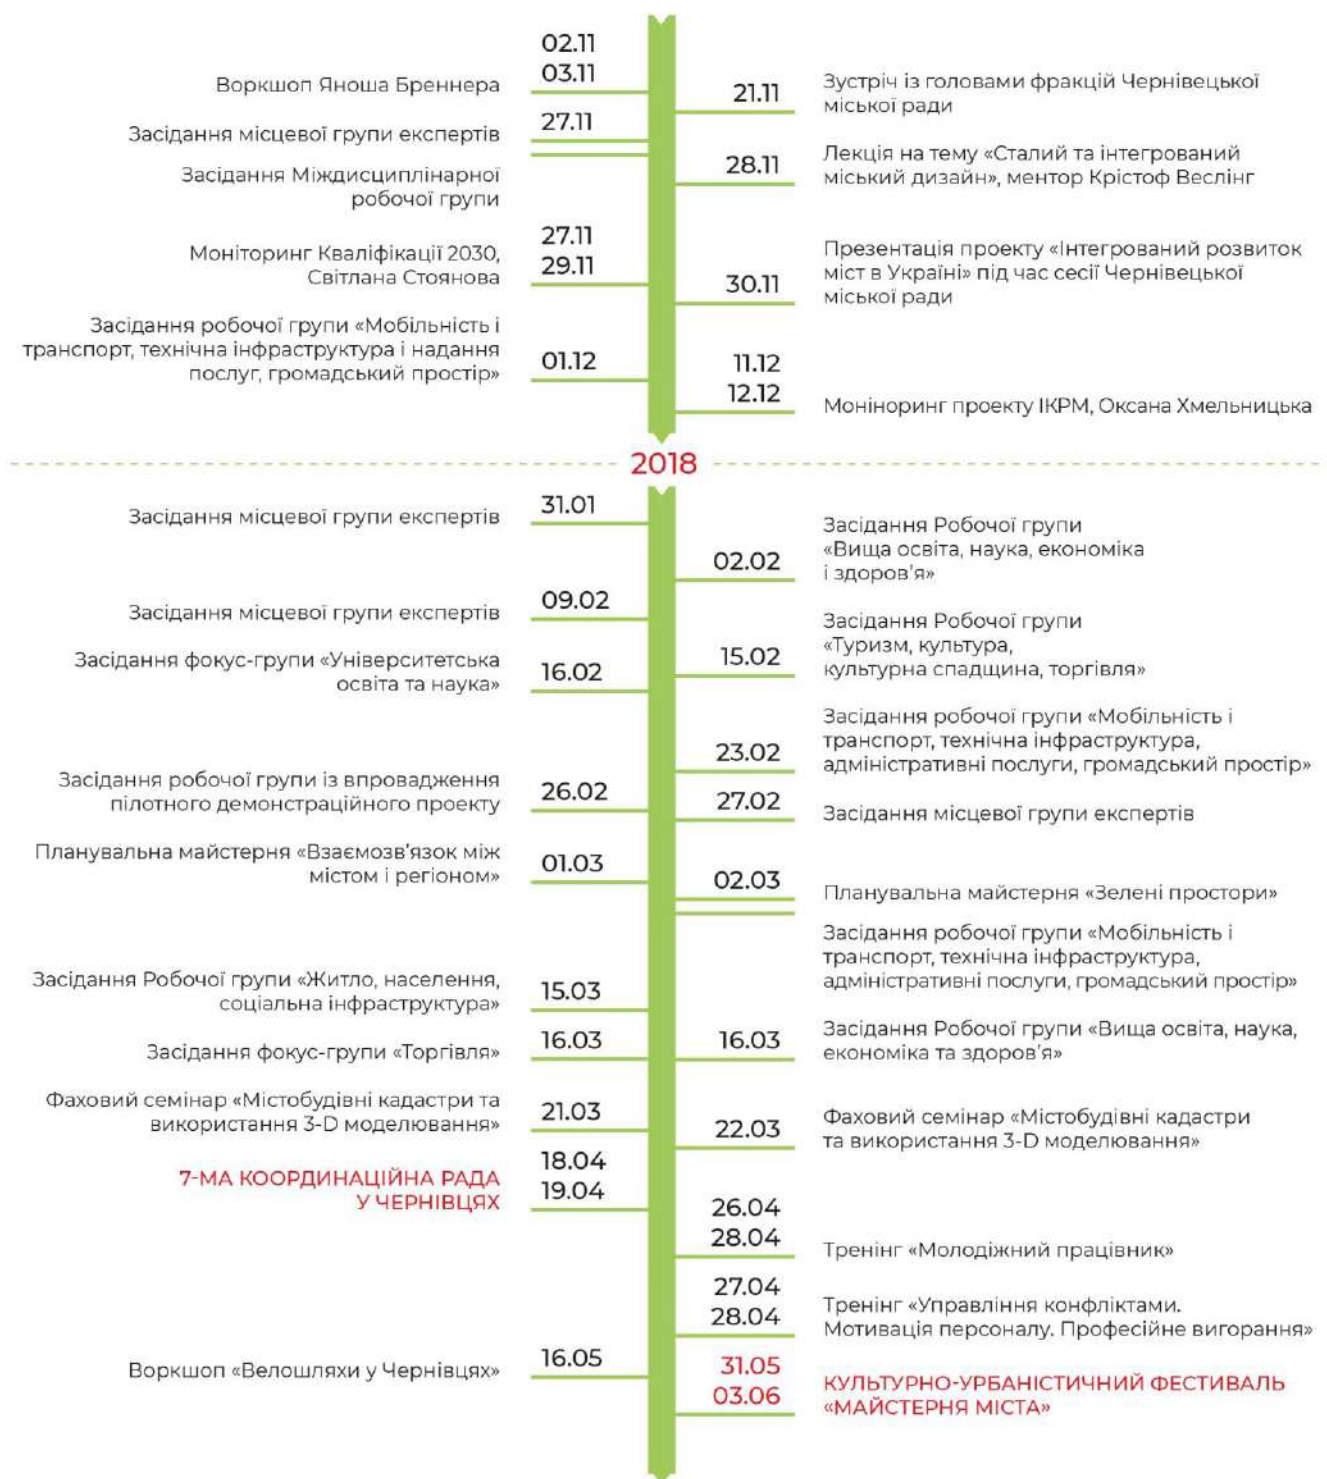 02.11
03.11
Воркшоп Яноша Бреннера
21.11
Зустріч із головами фракцій Чернівецької
міської ради
27.11
Засідання місцевої групи експертів
Засідання Міждисциплінарної
робочої групи
28.11
Лекція на тему «Сталий та інтегрований
міський дизайн», ментор Крістоф Веслінг
27.11
29.11
Моніторинг Кваліфікації 2030,
Світлана Стоянова
30.11
Презентація проекту «Інтегрований розвиток
міст в Україні» під час сесії Чернівецької
міської ради
01.12
Засідання робочої групи «Мобільність і
транспорт, технічна інфраструктура і надання
послуг, громадський простір»
11.12
12.12
Моніноринг проекту ІКРМ, Оксана Хмельницька
2018
31.01
Засідання місцевої групи експертів
02.02
Засідання Робочої групи
«Вища освіта, наука, економіка
і здоров'я»
09.02
Засідання місцевої групи експертів
15.02
Засідання Робочої групи
«Туризм, культура,
культурна спадщина, торгівля»
16.02
Засідання фокус-групи «Університетська
освіта та наука»
23.02
Засідання робочої групи «Мобільність і
транспорт, технічна інфраструктура,
адміністративні послуги, громадський простір»
26.02
Засідання робочої групи із впровадження
пілотного демонстраційного проекту
27.02
Засідання місцевої групи експертів
01.03
Планувальна майстерня «Взаємозв'язок між
містом і регіоном»
02.03
Планувальна майстерня «Зелені простори»
Засідання робочої групи «Мобільність і
транспорт, технічна інфраструктура,
адміністративні послуги, громадський простір»
15.03
Засідання Робочої групи «Житло, населення,
соціальна інфраструктура»
16.03
Засідання фокус-групи «Торгівля»
16.03
Засідання Робочої групи «Вища освіта, наука,
економіка та здоров'я»
21.03
Фаховий семінар «Містобудівні кадастри та
використання 3-D моделювання»
22.03
Фаховий семінар «Містобудівні кадастри
та використання 3-D моделювання»
18.04
19.04
7-МА КООРДИНАЦІЙНА РАДА
У ЧЕРНІВЦЯХ
26.04
28.04
Тренінг «Молодіжний працівник»
27.04
28.04
Тренінг «Управління конфліктами.
Мотивація персоналу. Професійне вигорання»
16.05
Воркшоп «Велошляхи у Чернівцях»
31.05
03.06
КУЛЬТУРНО-УРБАНІСТИЧНИЙ ФЕСТИВАЛЬ
«МАЙСТЕРНЯ МІСТА»